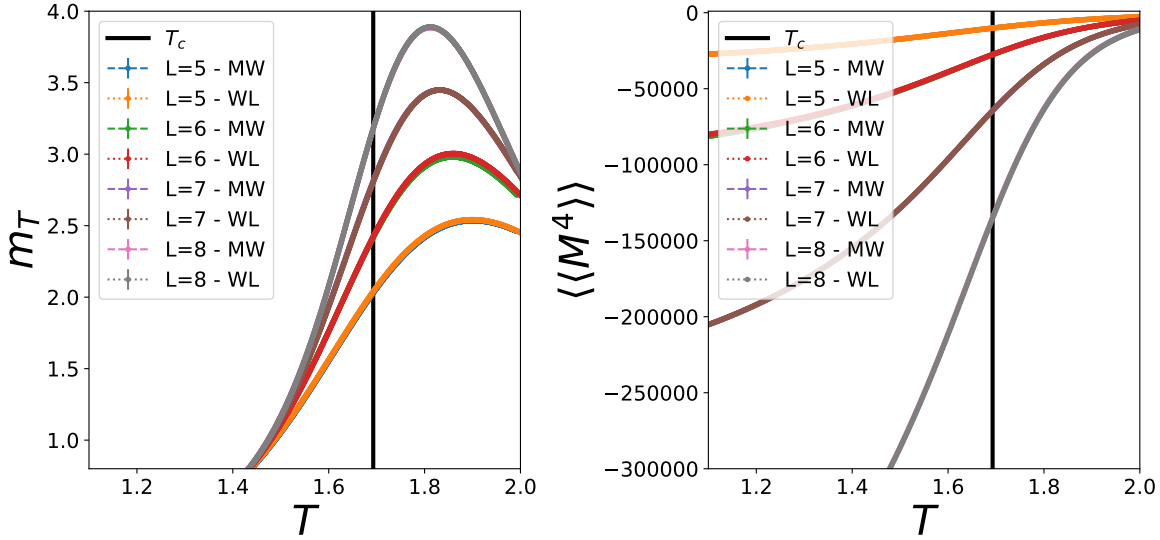 4.0
3.5
3.0
2.5
2.0
1.5
1.0
m_T
T_c
L=5 - MW
L=5 - WL
L=6 - MW
L=6 - WL
L=7 - MW
L=7 - WL
L=8 - MW
L=8 - WL
1.2 1.4 1.6 1.8 2.0
T
0
−50000
−100000
−150000
−200000
−250000
−300000
⟨⟨M^4⟩⟩
T_c
L=5 - MW
L=5 - WL
L=6 - MW
L=6 - WL
L=7 - MW
L=7 - WL
L=8 - MW
L=8 - WL
1.2 1.4 1.6 1.8 2.0
T